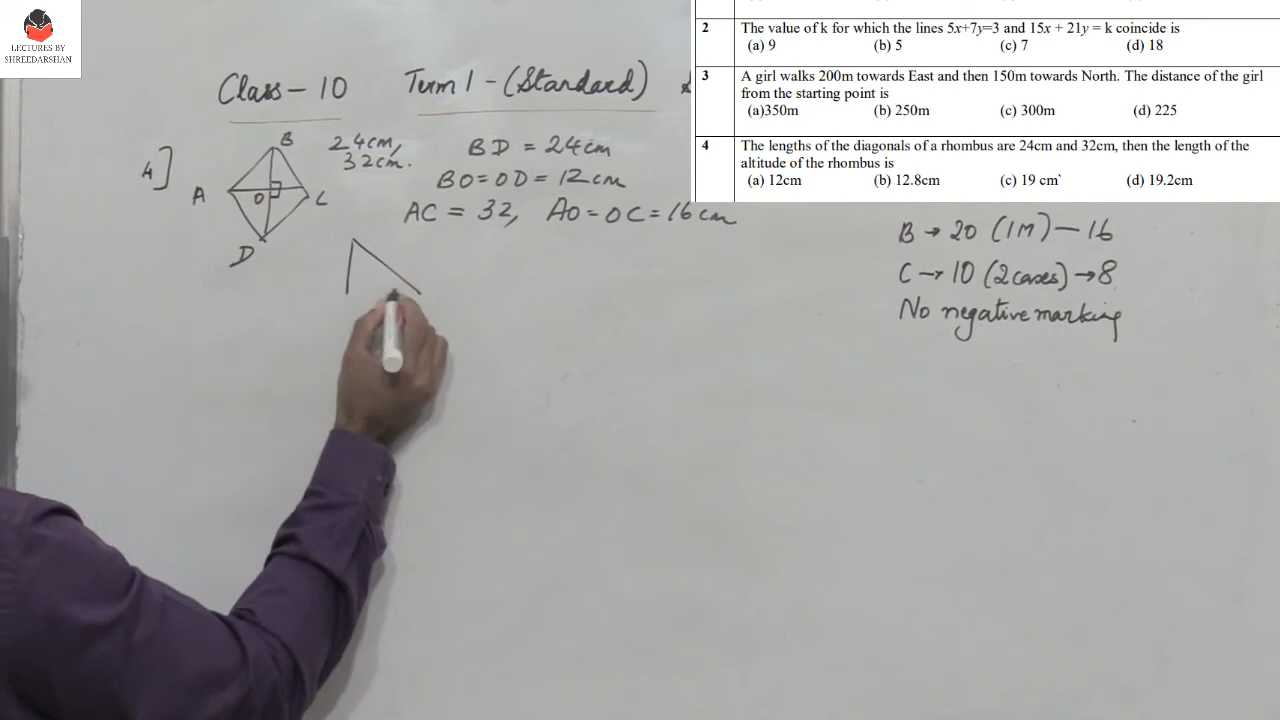 LECTURES BY
SHREEDARSHAN
Class - 10 Term 1 - (Standard)
2 The value of k for which the lines 5x+7y=3 and 15x + 21y = k coincide is
(a) 9 (b) 5 (c) 7 (d) 18
3 A girl walks 200m towards East and then 150m towards North. The distance of the girl
from the starting point is
(a)350m (b) 250m (c) 300m (d) 225
4 The lengths of the diagonals of a rhombus are 24cm and 32cm, then the length of the
altitude of the rhombus is
(a) 12cm (b) 12.8cm (c) 19 cm` (d) 19.2cm
4]
B
A
O
C
D
24cm,
32cm.
BD = 24cm
BO = OD = 12cm
AC = 32, AO = OC = 16cm
B → 20 (1M) — 16
C → 10 (2 cases) → 8
No negative marking